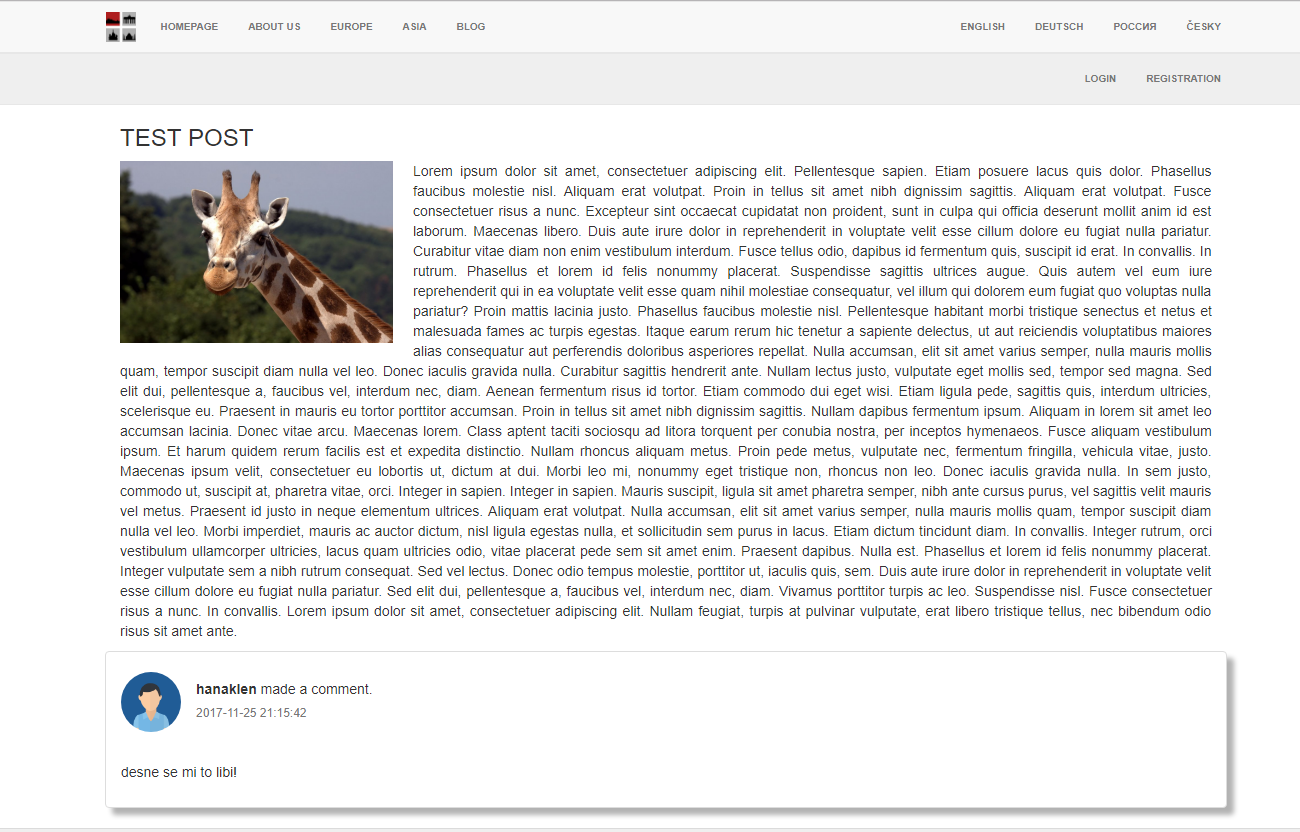 HOMEPAGE ABOUT US EUROPE ASIA BLOG ENGLISH DEUTSCH РОССИЯ ČESKY
LOGIN REGISTRATION
TEST POST
Lorem ipsum dolor sit amet, consectetuer adipiscing elit. Pellentesque sapien. Etiam posuere lacus quis dolor. Phasellus
faucibus molestie nisl. Aliquam erat volutpat. Proin in tellus sit amet nibh dignissim sagittis. Aliquam erat volutpat. Fusce
consectetuer risus a nunc. Excepteur sint occaecat cupidatat non proident, sunt in culpa qui officia deserunt mollit anim id est
laborum. Maecenas libero. Duis aute irure dolor in reprehenderit in voluptate velit esse cillum dolore eu fugiat nulla pariatur.
Curabitur vitae diam non enim vestibulum interdum. Fusce tellus odio, dapibus id fermentum quis, suscipit id erat. In convallis. In
rutrum. Phasellus et lorem id felis nonummy placerat. Suspendisse sagittis ultrices augue. Quis autem vel eum iure
reprehenderit qui in ea voluptate velit esse quam nihil molestiae consequatur, vel illum qui dolorem eum fugiat quo voluptas nulla
pariatur? Proin mattis lacinia justo. Phasellus faucibus molestie nisl. Pellentesque habitant morbi tristique senectus et netus et
malesuada fames ac turpis egestas. Itaque earum rerum hic tenetur a sapiente delectus, ut aut reiciendis voluptatibus maiores
alias consequatur aut perferendis doloribus asperiores repellat. Nulla accumsan, elit sit amet varius semper, nulla mauris mollis
quam, tempor suscipit diam nulla vel leo. Donec iaculis gravida nulla. Curabitur sagittis hendrerit ante. Nullam lectus justo, vulputate eget mollis sed, tempor sed magna. Sed
elit dui, pellentesque a, faucibus vel, interdum nec, diam. Aenean fermentum risus id tortor. Etiam commodo dui eget wisi. Etiam ligula pede, sagittis quis, interdum ultricies,
scelerisque eu. Praesent in mauris eu tortor porttitor accumsan. Proin in tellus sit amet nibh dignissim sagittis. Nullam dapibus fermentum ipsum. Aliquam in lorem sit amet leo
accumsan lacinia. Donec vitae arcu. Maecenas lorem. Class aptent taciti sociosqu ad litora torquent per conubia nostra, per inceptos hymenaeos. Fusce aliquam vestibulum
ipsum. Et harum quidem rerum facilis est et expedita distinctio. Nullam rhoncus aliquam metus. Proin pede metus, vulputate nec, fermentum fringilla, vehicula vitae, justo.
Maecenas ipsum velit, consectetuer eu lobortis ut, dictum at dui. Morbi leo mi, nonummy eget tristique non, rhoncus non leo. Donec iaculis gravida nulla. In sem justo,
commodo ut, suscipit at, pharetra vitae, orci. Integer in sapien. Integer in sapien. Mauris suscipit, ligula sit amet pharetra semper, nibh ante cursus purus, vel sagittis velit mauris
vel metus. Praesent id justo in neque elementum ultrices. Aliquam erat volutpat. Nulla accumsan, elit sit amet varius semper, nulla mauris mollis quam, tempor suscipit diam
nulla vel leo. Morbi imperdiet, mauris ac auctor dictum, nisl ligula egestas nulla, et sollicitudin sem purus in lacus. Etiam dictum tincidunt diam. In convallis. Integer rutrum, orci
vestibulum ullamcorper ultricies, lacus quam ultricies odio, vitae placerat pede sem sit amet enim. Praesent dapibus. Nulla est. Phasellus et lorem id felis nonummy placerat.
Integer vulputate sem a nibh rutrum consequat. Sed vel lectus. Donec odio tempus molestie, porttitor ut, iaculis quis, sem. Duis aute irure dolor in reprehenderit in voluptate velit
esse cillum dolore eu fugiat nulla pariatur. Sed elit dui, pellentesque a, faucibus vel, interdum nec, diam. Vivamus porttitor turpis ac leo. Suspendisse nisl. Fusce consectetuer
risus a nunc. In convallis. Lorem ipsum dolor sit amet, consectetuer adipiscing elit. Nullam feugiat, turpis at pulvinar vulputate, erat libero tristique tellus, nec bibendum odio
risus sit amet ante.
hanaklen made a comment.
2017-11-25 21:15:42
desne se mi to libi!